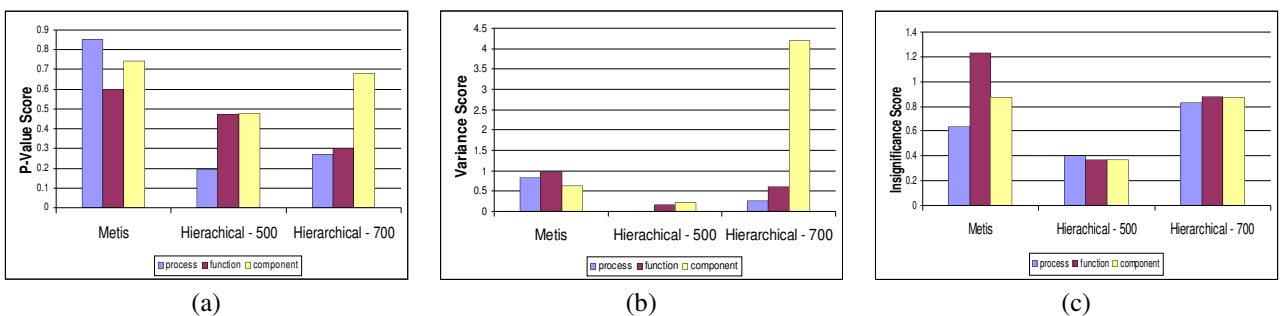 P-Value Score
0.9
0.8
0.7
0.6
0.5
0.4
0.3
0.2
0.1
0
Metis Hierachical - 500 Hierarchical - 700
process function component
(a)
Variance Score
4.5
4
3.5
3
2.5
2
1.5
1
0.5
0
Metis Hierachical - 500 Hierarchical - 700
process function component
(b)
Insignificance Score
1.4
1.2
1
0.8
0.6
0.4
0.2
0
Metis Hierachical - 500 Hierarchical - 700
process function component
(c)